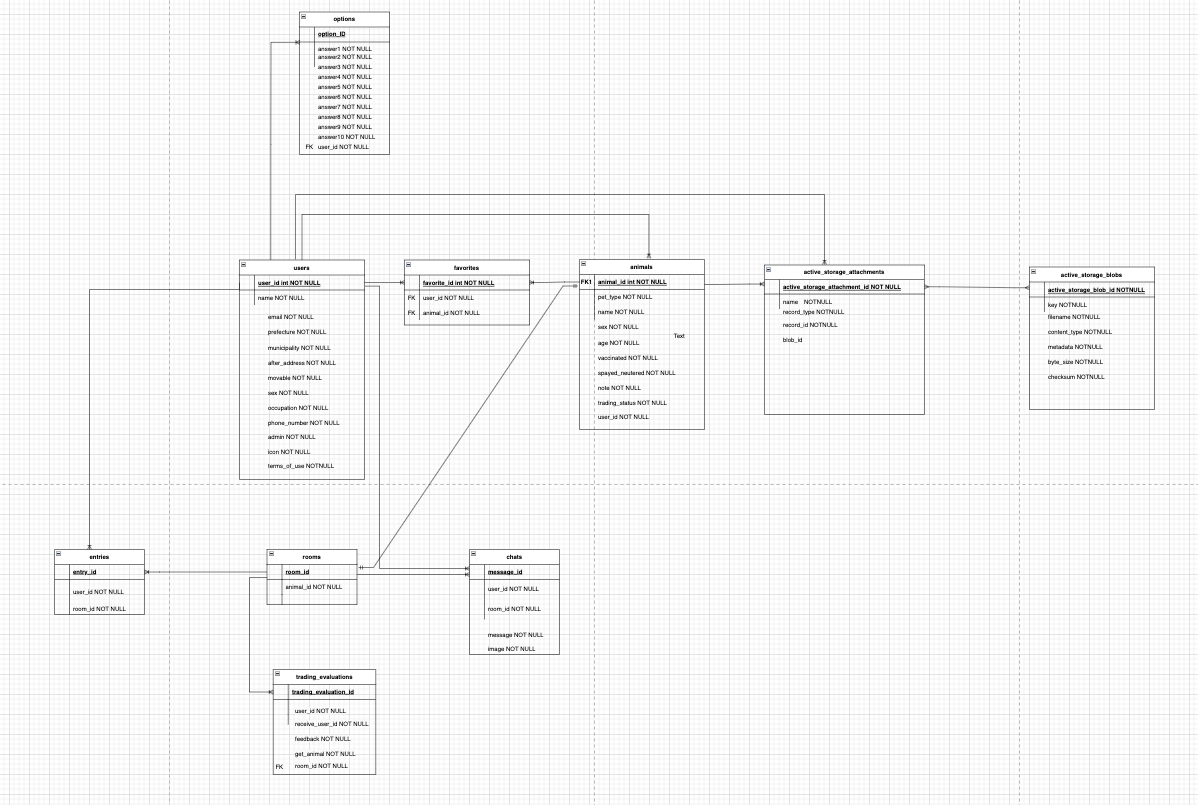 options
option_ID
answer1 NOT NULL
answer2 NOT NULL
answer3 NOT NULL
answer4 NOT NULL
answer5 NOT NULL
answer6 NOT NULL
answer7 NOT NULL
answer8 NOT NULL
answer9 NOT NULL
answer10 NOT NULL
FK user_id NOT NULL
users
user_id int NOT NULL
name NOT NULL
email NOT NULL
prefecture NOT NULL
municipality NOT NULL
after_address NOT NULL
movable NOT NULL
sex NOT NULL
occupation NOT NULL
phone_number NOT NULL
admin NOT NULL
icon NOT NULL
terms_of_use NOTNULL
favorites
favorite_id int NOT NULL
FK user_id NOT NULL
FK animal_id NOT NULL
animals
FK1 animal_id int NOT NULL
pet_type NOT NULL
name NOT NULL
sex NOT NULL
Text
age NOT NULL
vaccinated NOT NULL
spayed_neutered NOT NULL
note NOT NULL
trading_status NOT NULL
user_id NOT NULL
active_storage_attachments
active_storage_attachment_id NOT NULL
name NOTNULL
record_type NOTNULL
record_id NOTNULL
blob_id
active_storage_blobs
active_storage_blob_id NOTNULL
key NOTNULL
filename NOTNULL
content_type NOTNULL
metadata NOTNULL
byte_size NOTNULL
checksum NOTNULL
entries
entry_id
user_id NOT NULL
room_id NOT NULL
rooms
room_id
animal_id NOT NULL
chats
message_id
user_id NOT NULL
room_id NOT NULL
message NOT NULL
image NOT NULL
trading_evaluations
trading_evaluation_id
user_id NOT NULL
receive_user_id NOT NULL
feedback NOT NULL
get_animal NOT NULL
FK room_id NOT NULL